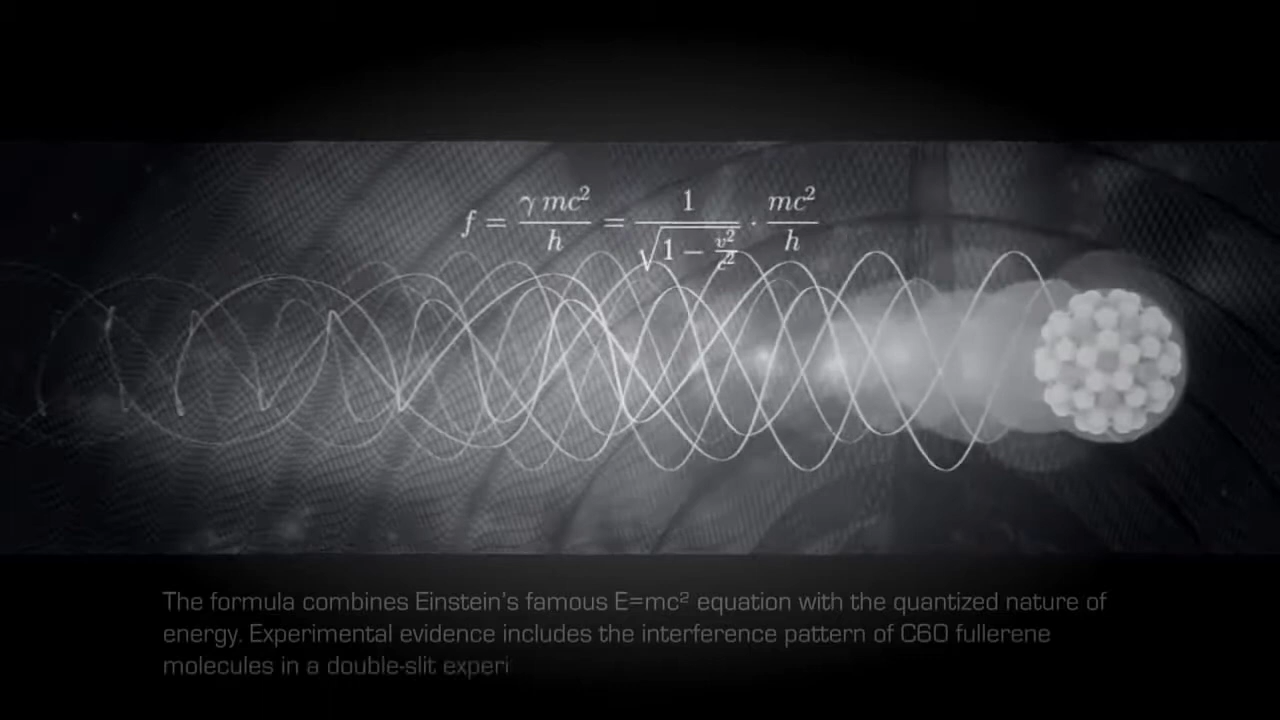 f = γ mc² / h = 1 / √(1 − v²/c²) · mc² / h
The formula combines Einstein's famous E=mc² equation with the quantized nature of
energy. Experimental evidence includes the interference pattern of C60 fullerene
molecules in a double-slit experi